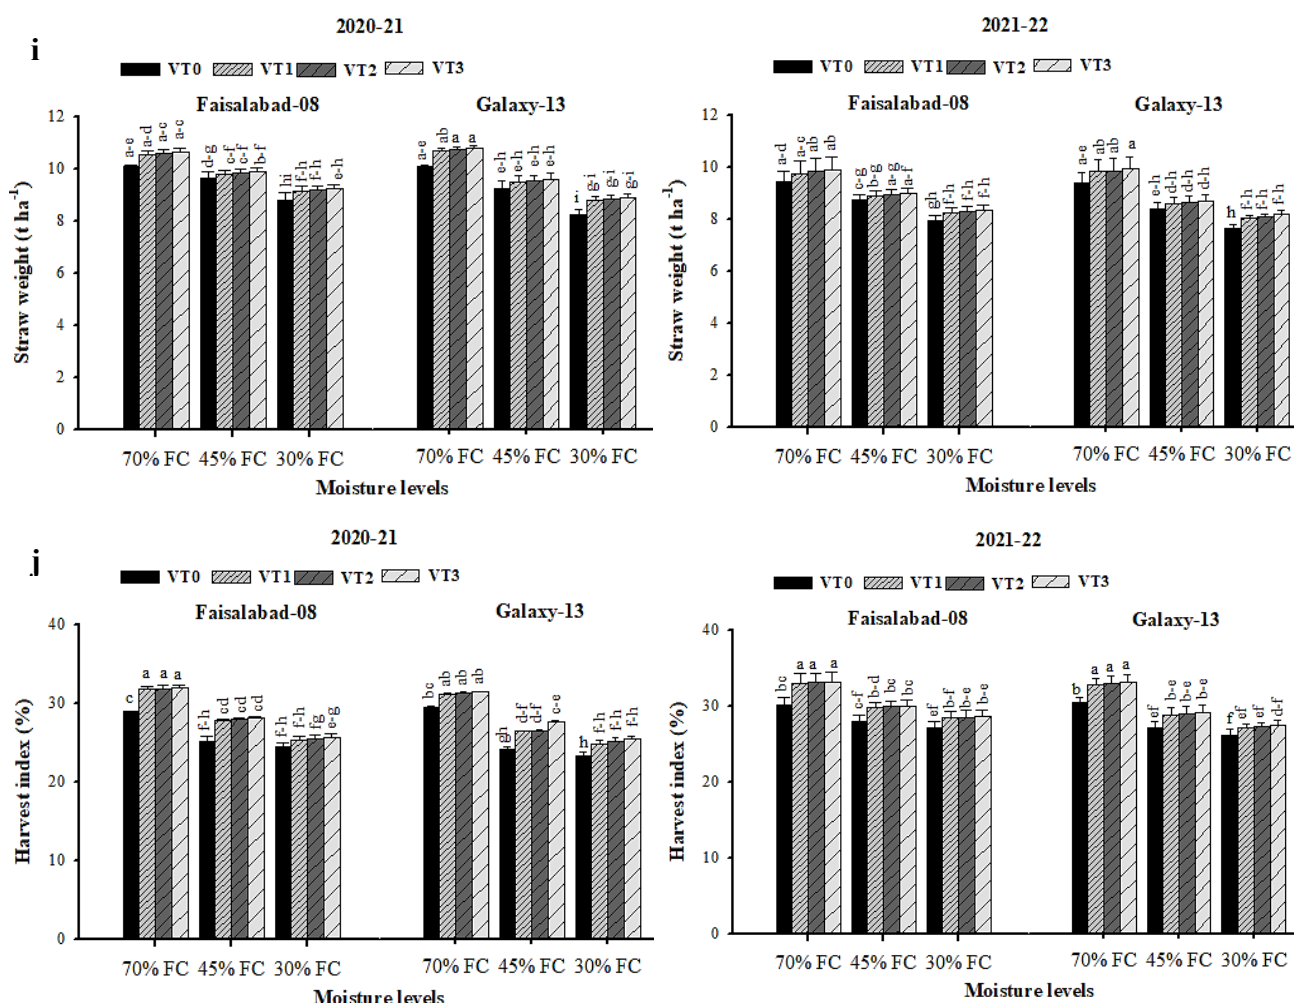 i
2020-21
VT0 VT1 VT2 VT3
Faisalabad-08 Galaxy-13
a-e a-d a-c a-c d-g c-f c-f b-f hi f-h f-h e-h a-e ab a a e-h e-h e-h e-h i g-i g-i g-i
Straw weight (t ha-1)
12
10
8
6
4
2
0
70% FC 45% FC 30% FC 70% FC 45% FC 30% FC
Moisture levels
2021-22
VT0 VT1 VT2 VT3
Faisalabad-08 Galaxy-13
a-d a-c ab ab c-g b-g a-g a-f gh f-h f-h f-h a-e ab ab a e-h d-h d-h d-h h f-h f-h f-h
Straw weight (t ha-1)
12
10
8
6
4
2
0
70% FC 45% FC 30% FC 70% FC 45% FC 30% FC
Moisture levels
j
2020-21
VT0 VT1 VT2 VT3
Faisalabad-08 Galaxy-13
c a a a f-h cd cd cd f-h f-h fg e-g bc ab ab ab gh d-f d-f c-e h f-h f-h f-h
Harvest index (%)
40
30
20
10
0
70% FC 45% FC 30% FC 70% FC 45% FC 30% FC
Moisture levels
2021-22
VT0 VT1 VT2 VT3
Faisalabad-08 Galaxy-13
bc a a a c-f b-d bc bc ef b-f b-e b-e b a a a ef b-e b-e b-e f ef ef d-f
Harvest index (%)
40
30
20
10
0
70% FC 45% FC 30% FC 70% FC 45% FC 30% FC
Moisture levels